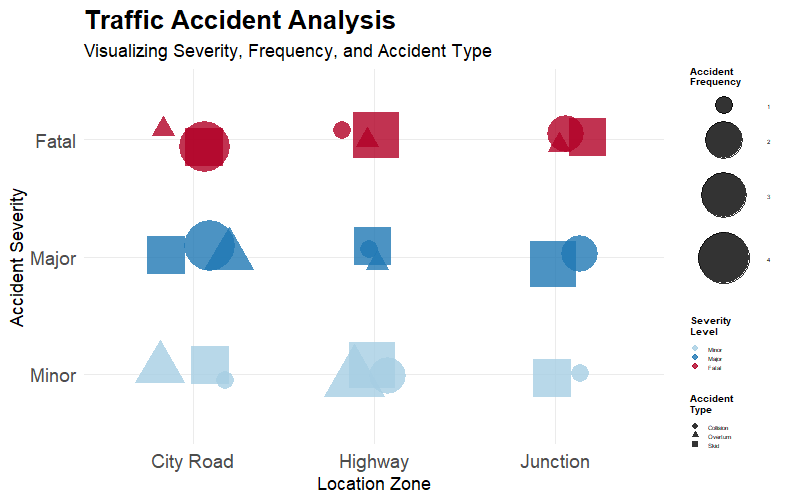 Traffic Accident Analysis
Visualizing Severity, Frequency, and Accident Type
Accident Severity
Fatal
Major
Minor
City Road
Highway
Junction
Location Zone
Accident
Frequency
1
2
3
4
Severity
Level
Minor
Major
Fatal
Accident
Type
Collision
Overturn
Skid